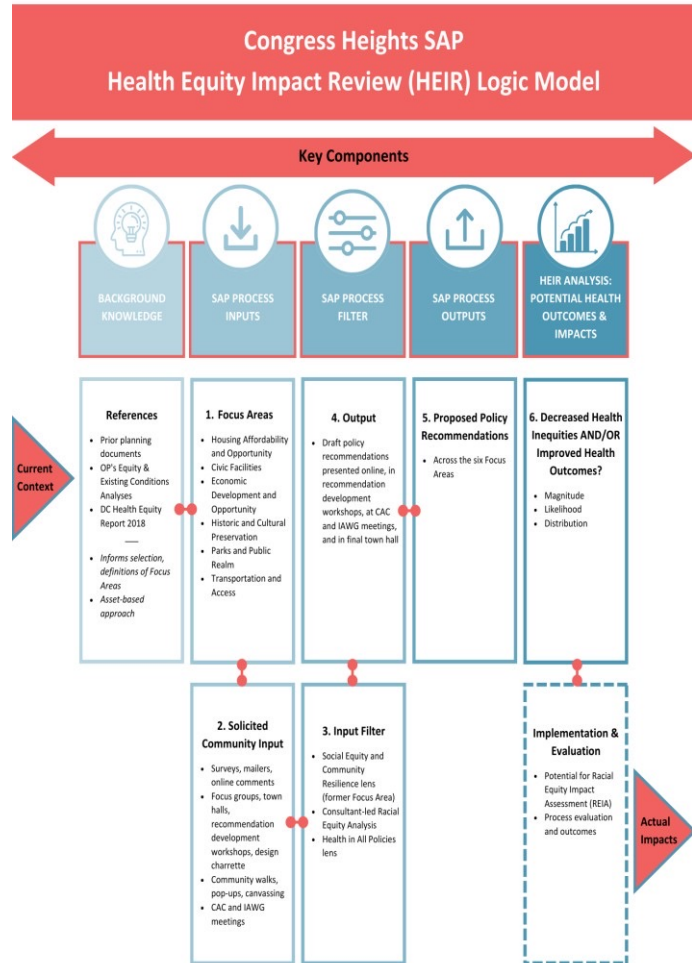 Congress Heights SAP
Health Equity Impact Review (HEIR) Logic Model
Key Components
BACKGROUND
KNOWLEDGE
SAP PROCESS
INPUTS
SAP PROCESS
FILTER
SAP PROCESS
OUTPUTS
HEIR ANALYSIS:
POTENTIAL HEALTH
OUTCOMES &
IMPACTS
Current
Context
References
• Prior planning
documents
• OP's Equity &
Existing Conditions
Analyses
• DC Health Equity
Report 2018
• Informs selection,
definitions of Focus
Areas
• Asset-based
approach
1. Focus Areas
• Housing Affordability
and Opportunity
• Civic Facilities
• Economic
Development and
Opportunity
• Historic and Cultural
Preservation
• Parks and Public
Realm
• Transportation and
Access
2. Solicited
Community Input
• Surveys, mailers,
online comments
• Focus groups, town
halls,
recommendation
development
workshops, design
charrette
• Community walks,
pop-ups, canvassing
• CAC and IAWG
meetings
3. Input Filter
• Social Equity and
Community
Resilience lens
(former Focus Area)
• Consultant-led Racial
Equity Analysis
• Health in All Policies
lens
4. Output
• Draft policy
recommendations
presented online, in
recommendation
development
workshops, at CAC
and IAWG meetings,
and in final town hall
5. Proposed Policy
Recommendations
• Across the six Focus
Areas
6. Decreased Health
Inequities AND/OR
Improved Health
Outcomes?
• Magnitude
• Likelihood
• Distribution
Implementation &
Evaluation
• Potential for Racial
Equity Impact
Assessment (REIA)
• Process evaluation
and outcomes
Actual
Impacts